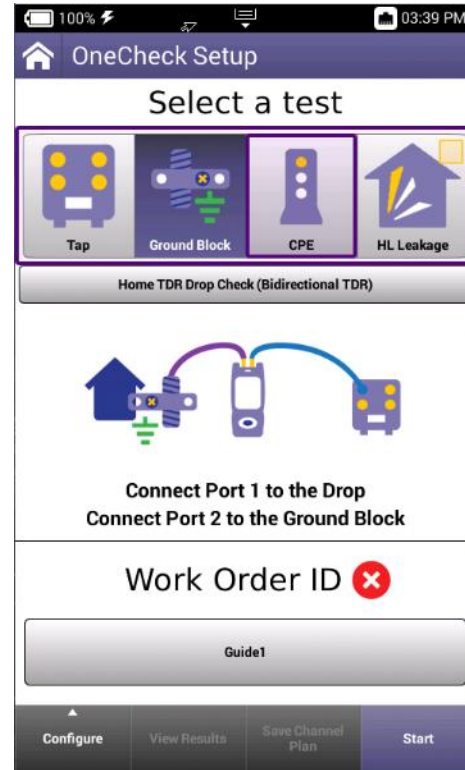 100%
03:39 PM
OneCheck Setup
Select a test
Tap
Ground Block
CPE
HL Leakage
Home TDR Drop Check (Bidirectional TDR)
Connect Port 1 to the Drop
Connect Port 2 to the Ground Block
Work Order ID
Guide1
Configure
View Results
Save Channel
Plan
Start